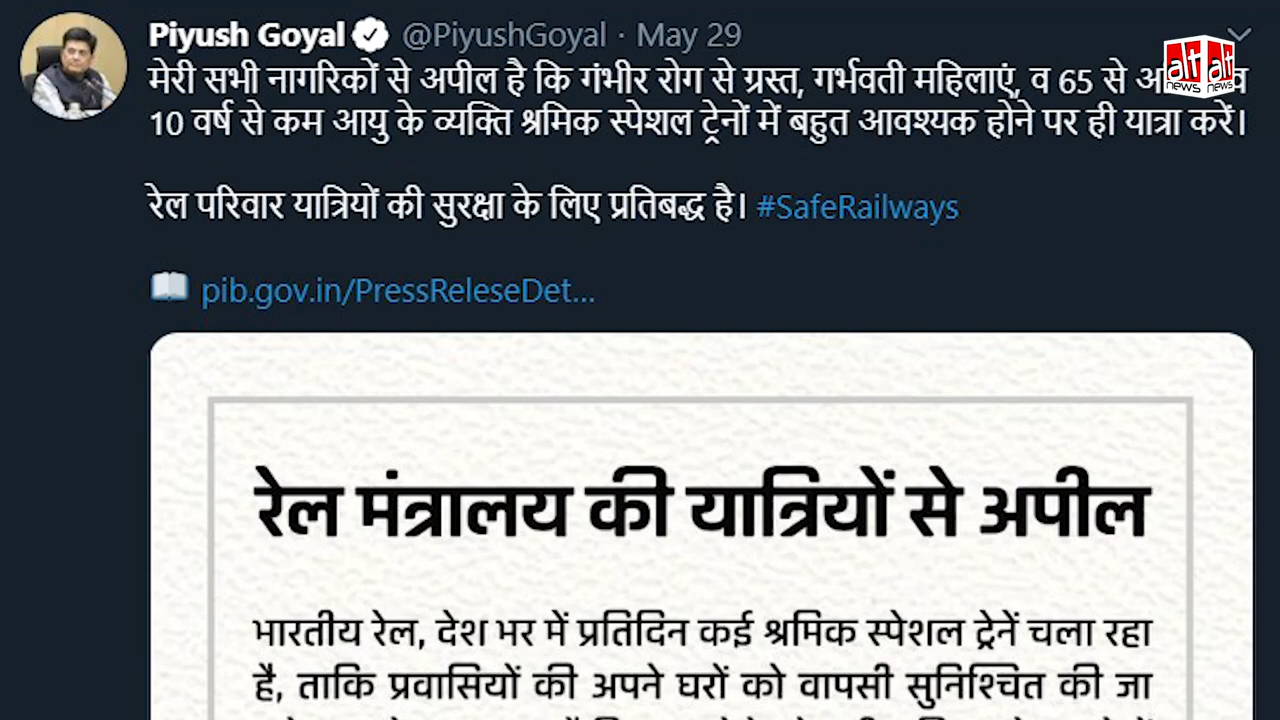 Piyush Goyal @PiyushGoyal · May 29
मेरी सभी नागरिकों से अपील है कि गंभीर रोग से ग्रस्त, गर्भवती महिलाएं, व 65 से व
10 वर्ष से कम आयु के व्यक्ति श्रमिक स्पेशल ट्रेनों में बहुत आवश्यक होने पर ही यात्रा करें।
रेल परिवार यात्रियों की सुरक्षा के लिए प्रतिबद्ध है। #SafeRailways
pib.gov.in/PressReleseDet...
alt alt
news news
रेल मंत्रालय की यात्रियों से अपील
भारतीय रेल, देश भर में प्रतिदिन कई श्रमिक स्पेशल ट्रेनें चला रहा
है, ताकि प्रवासियों की अपने घरों को वापसी सुनिश्चित की जा